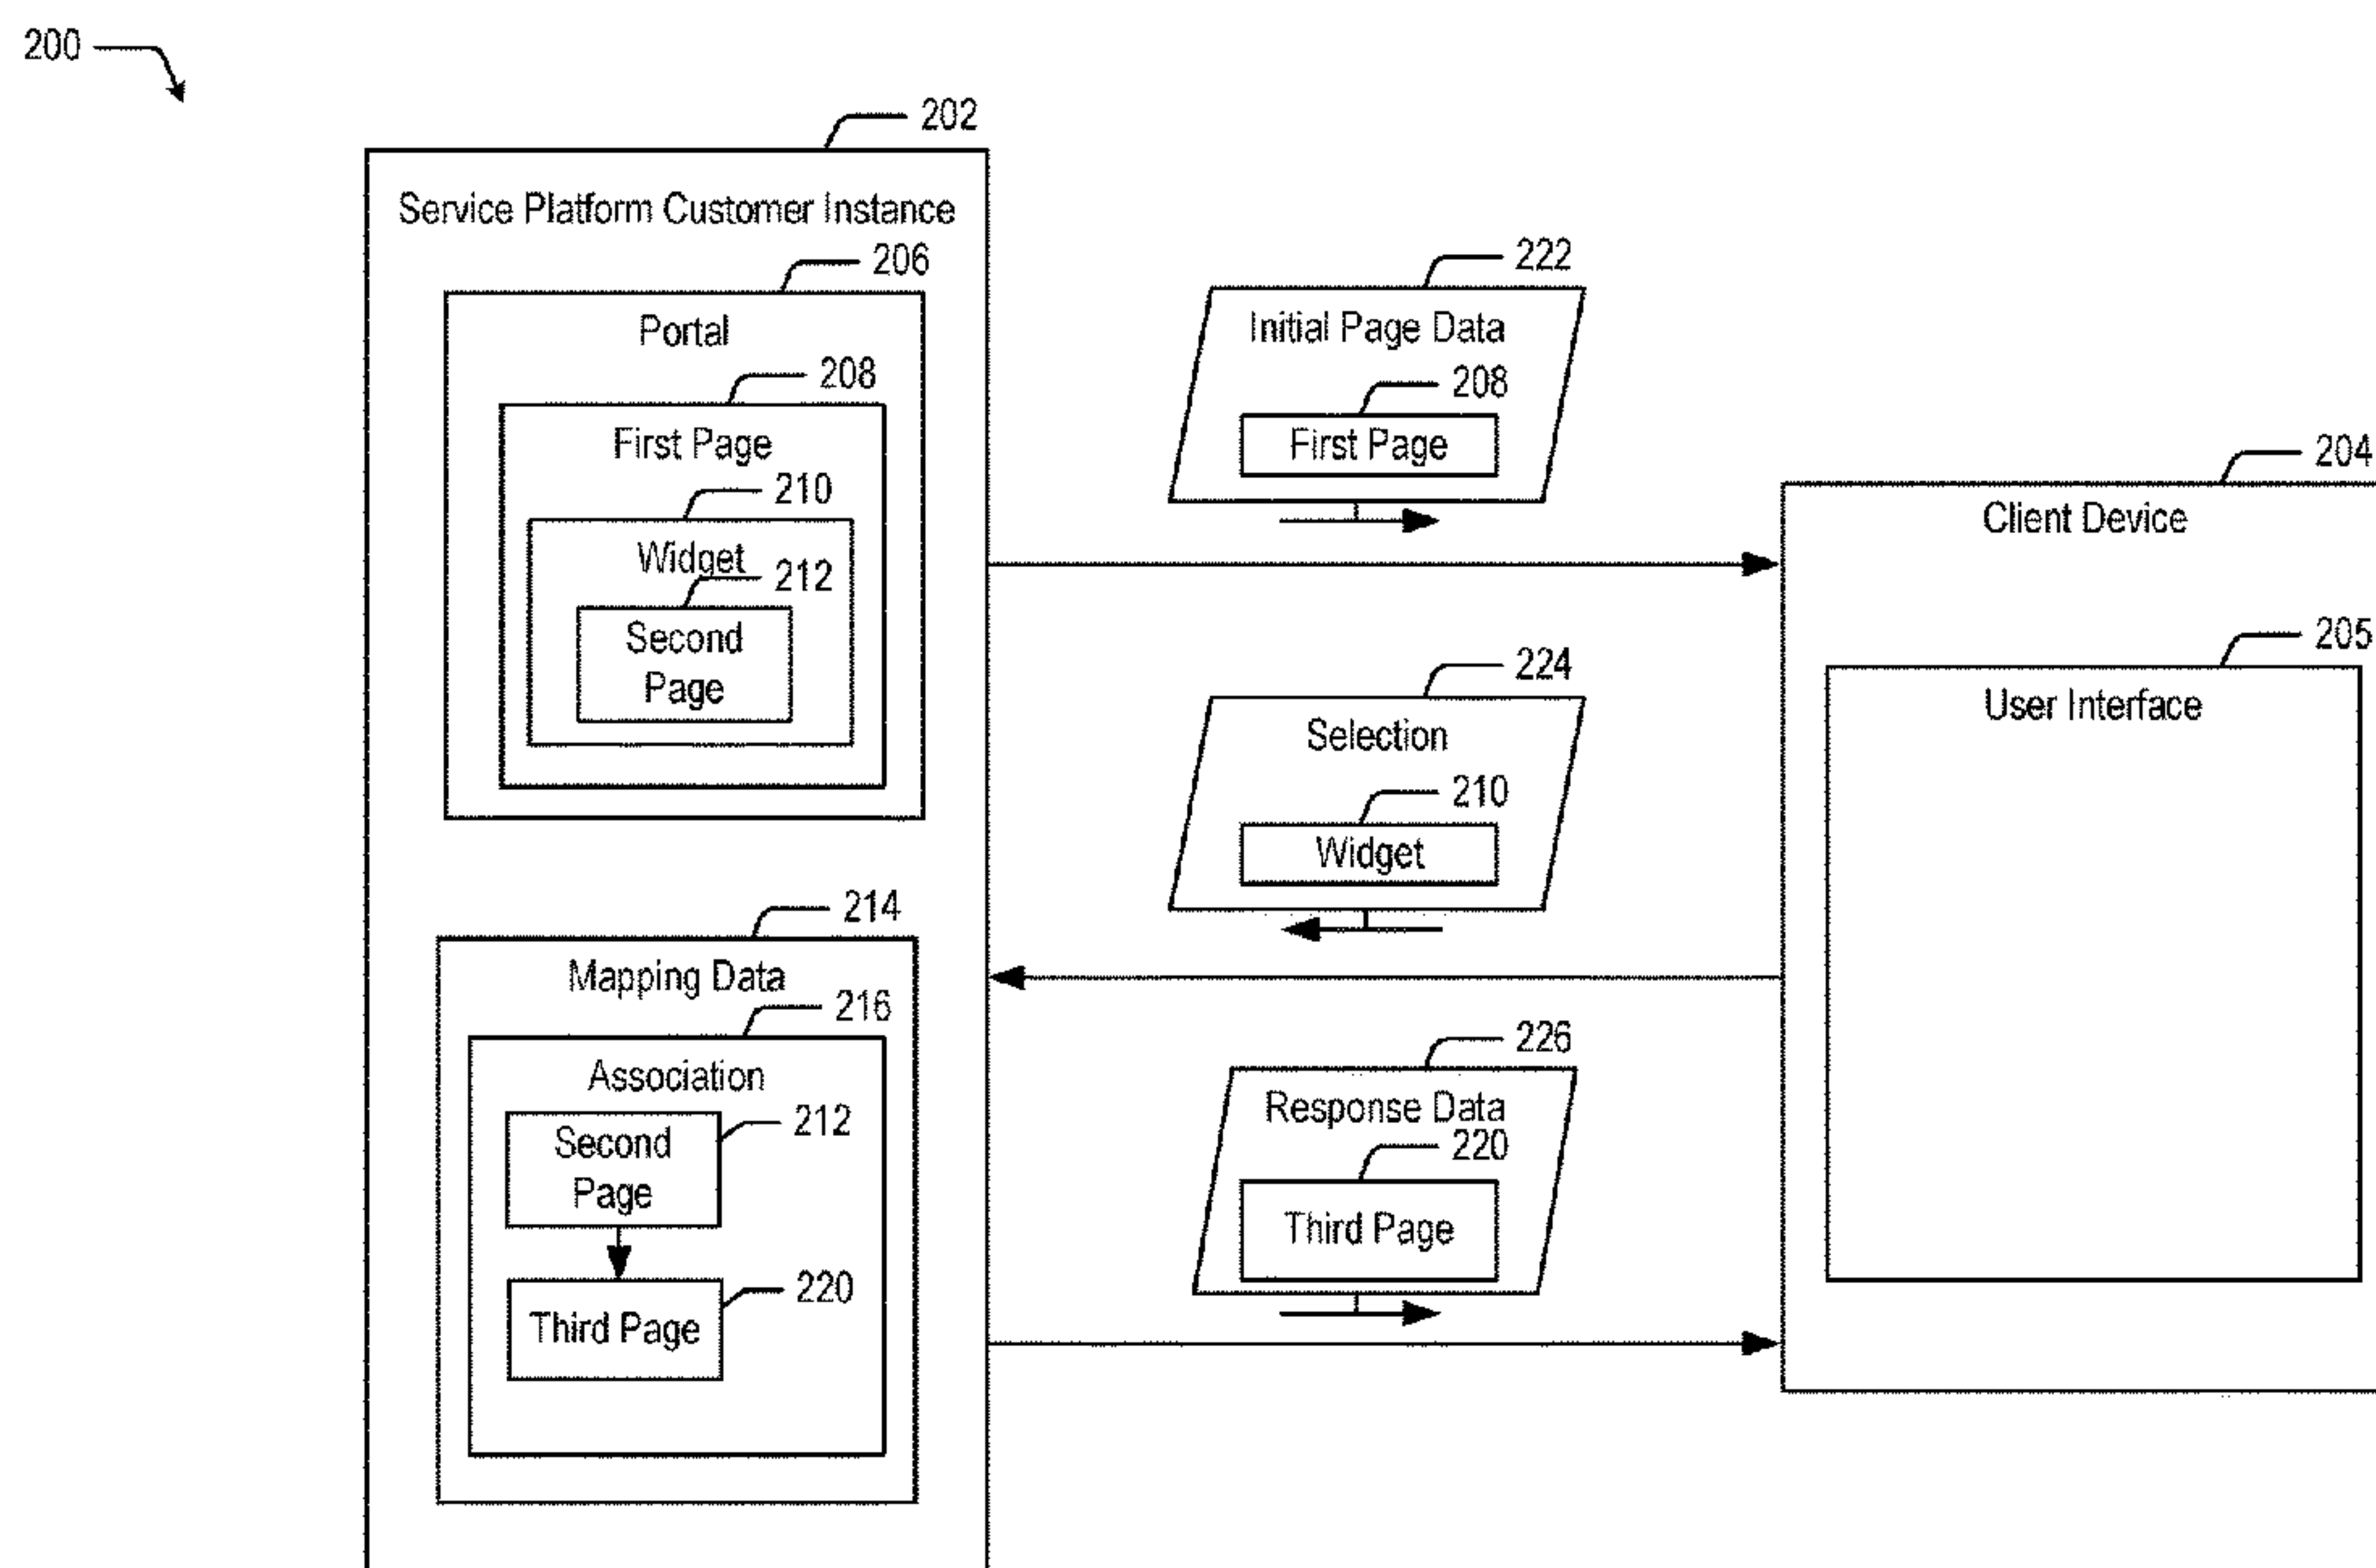 200
202
Service Platform Customer Instance
206
Portal
208
First Page
210
Widget
212
Second
Page
214
Mapping Data
216
Association
Second
Page
212
Third Page
220
222
Initial Page Data
208
First Page
224
Selection
210
Widget
226
Response Data
220
Third Page
204
Client Device
205
User Interface